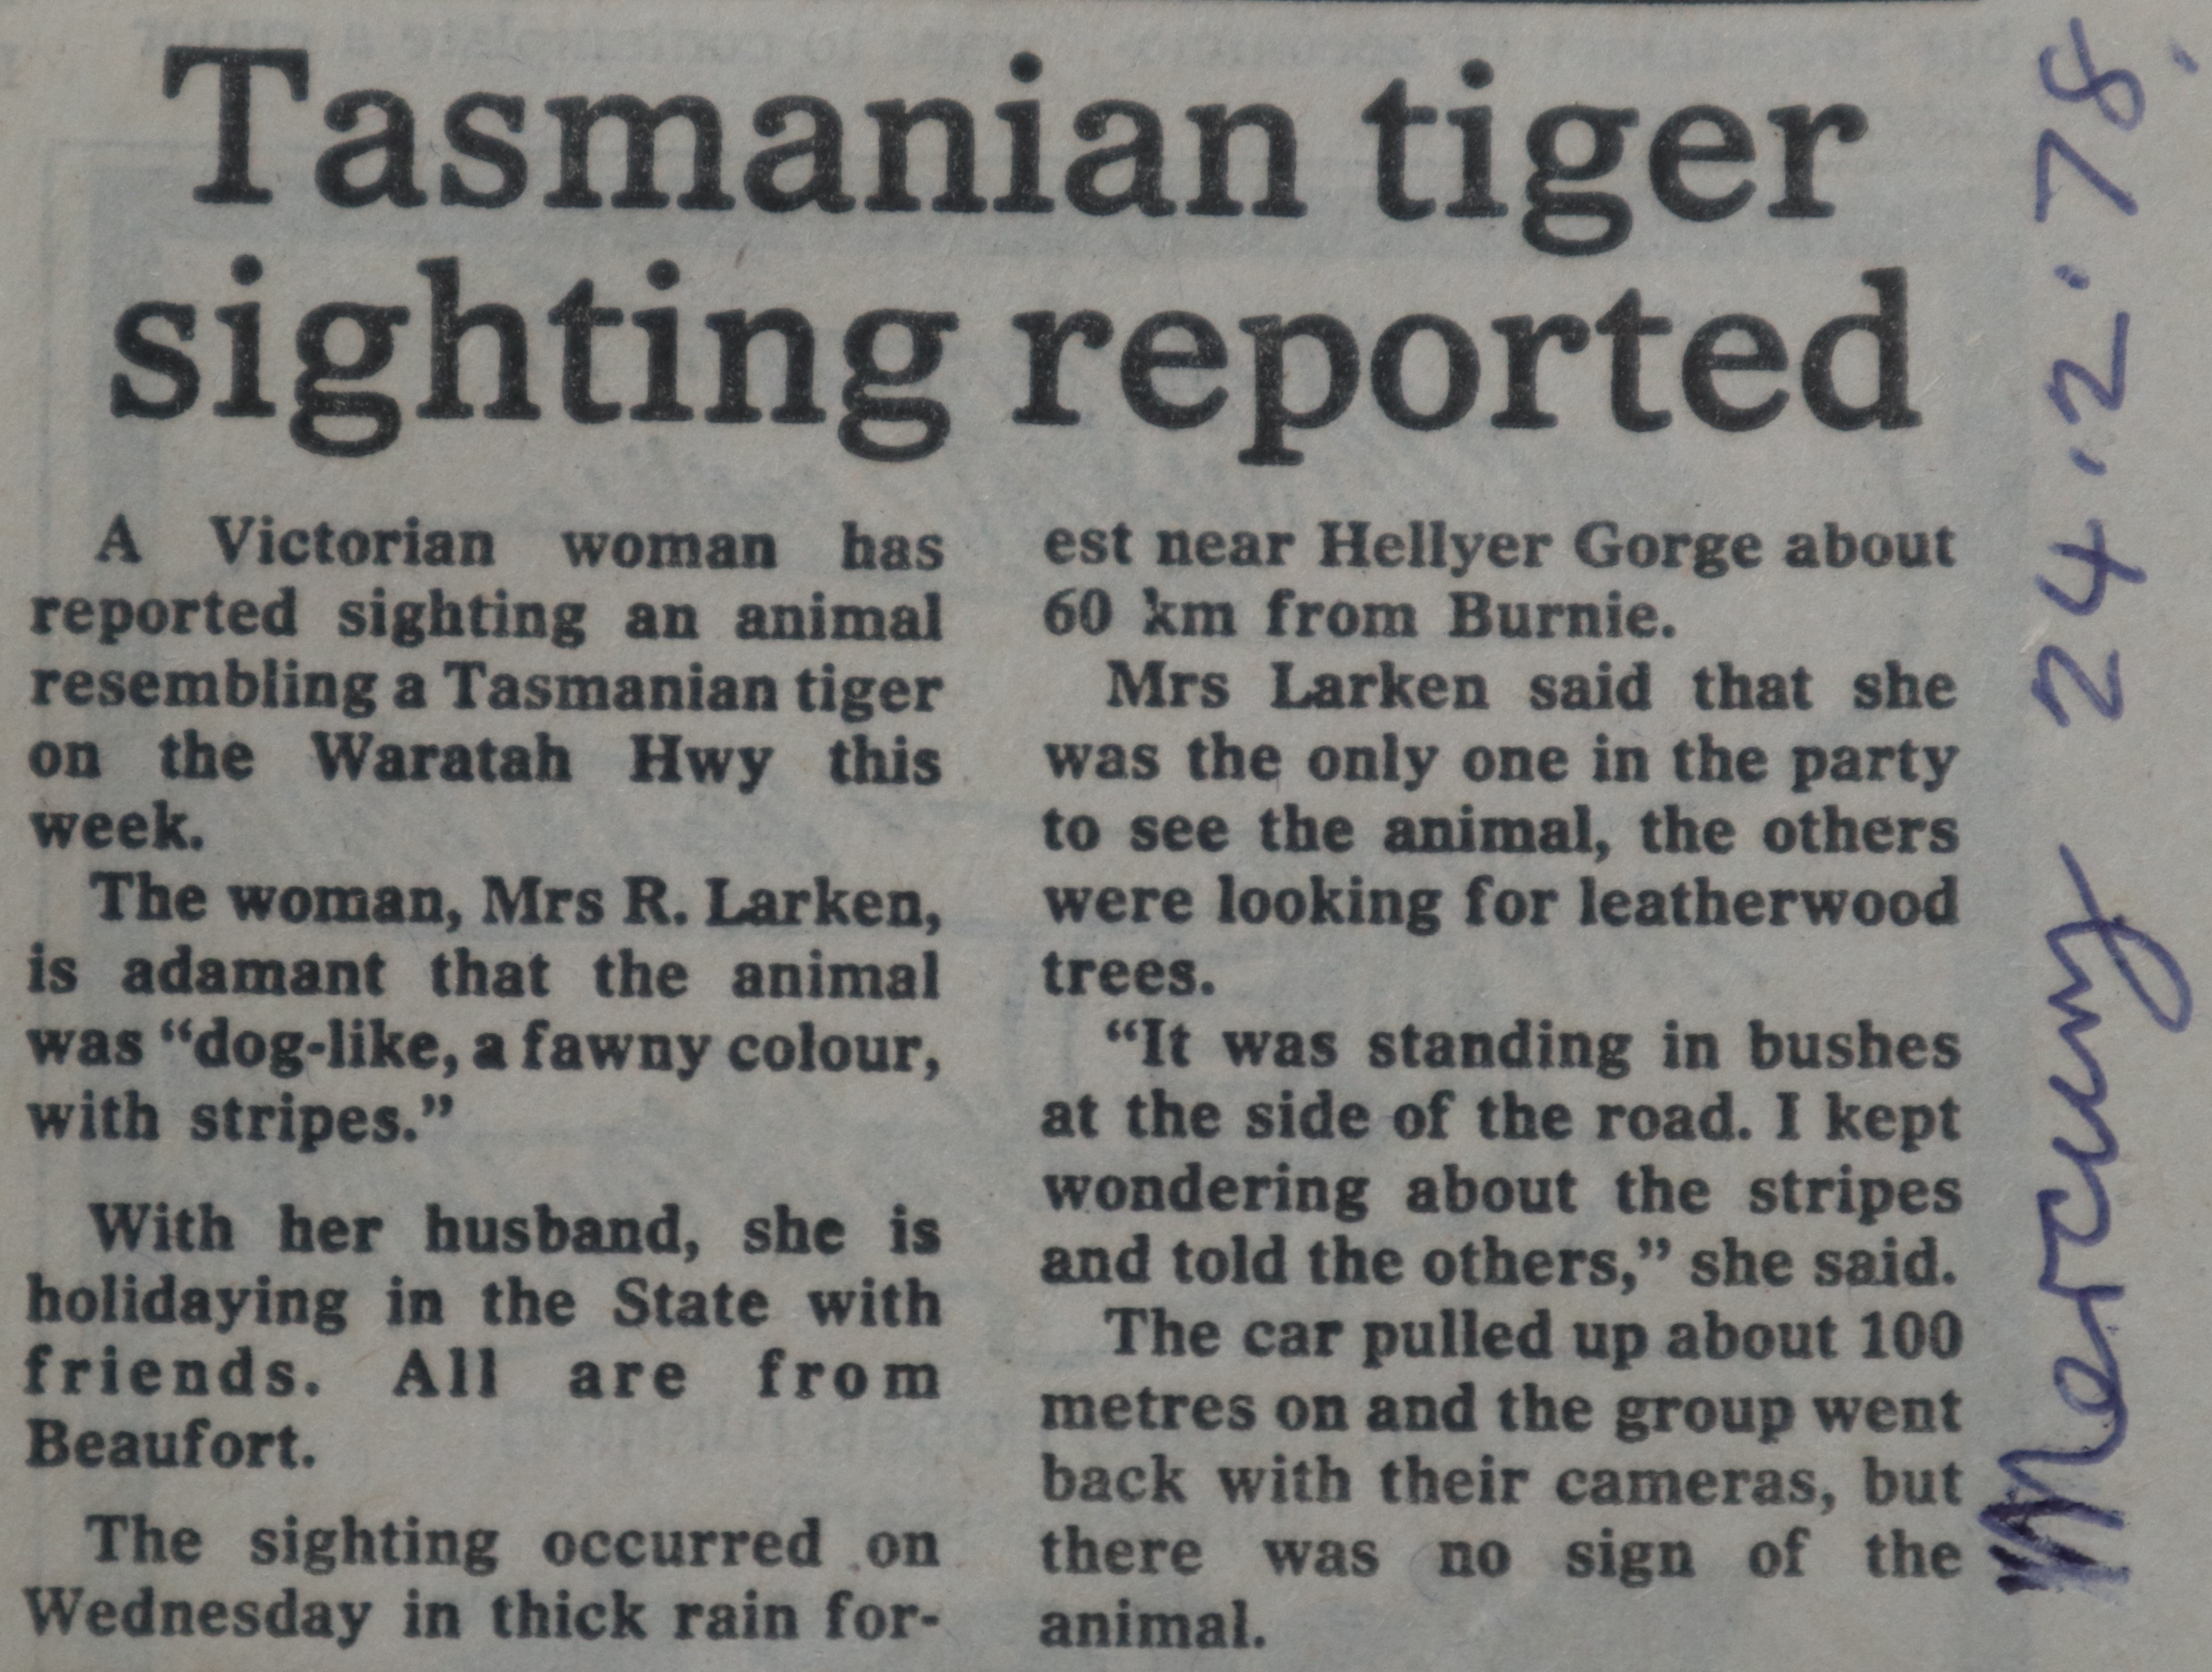 Tasmanian tiger
sighting reported
A Victorian woman has
reported sighting an animal
resembling a Tasmanian tiger
on the Waratah Hwy this
week.
The woman, Mrs R. Larken,
is adamant that the animal
was “dog-like, a fawny colour,
with stripes.”
With her husband, she is
holidaying in the State with
friends. All are from
Beaufort.
The sighting occurred on
Wednesday in thick rain for-
est near Hellyer Gorge about
60 km from Burnie.
Mrs Larken said that she
was the only one in the party
to see the animal, the others
were looking for leatherwood
trees.
“It was standing in bushes
at the side of the road. I kept
wondering about the stripes
and told the others,” she said.
The car pulled up about 100
metres on and the group went
back with their cameras, but
there was no sign of the
animal.
Mercury 24.2.78.